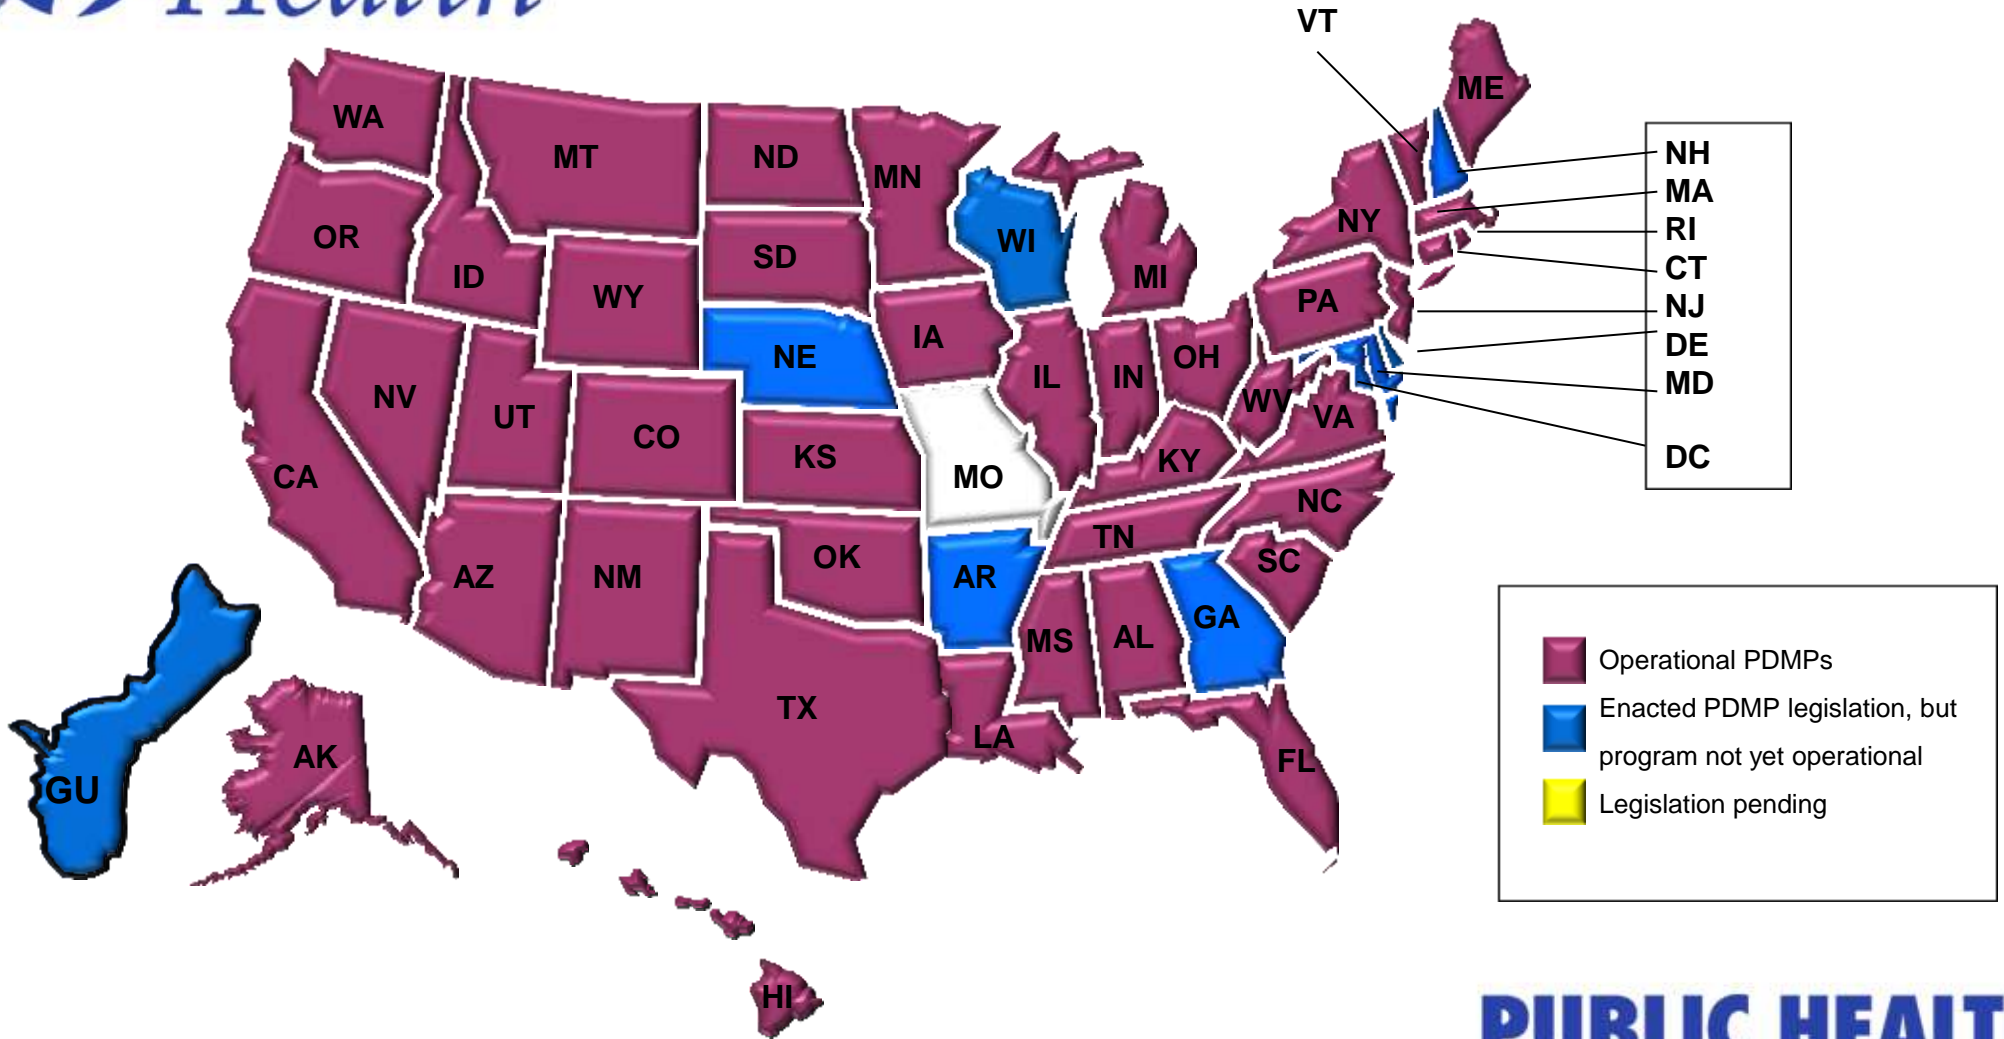 Health
VT
ME
WA
MT
ND
MN
NH
MA
OR
ID
SD
WI
NY
RI
CT
WY
MI
PA
NJ
NE
IA
DE
NV
UT
CO
IL
IN
OH
WV
VA
MD
KS
MO
KY
DC
CA
NC
TN
AZ
NM
OK
AR
SC
GA
MS
AL
TX
LA
FL
GU
AK
HI
Operational PDMPs
Enacted PDMP legislation, but
program not yet operational
Legislation pending
PUBLIC HEALT